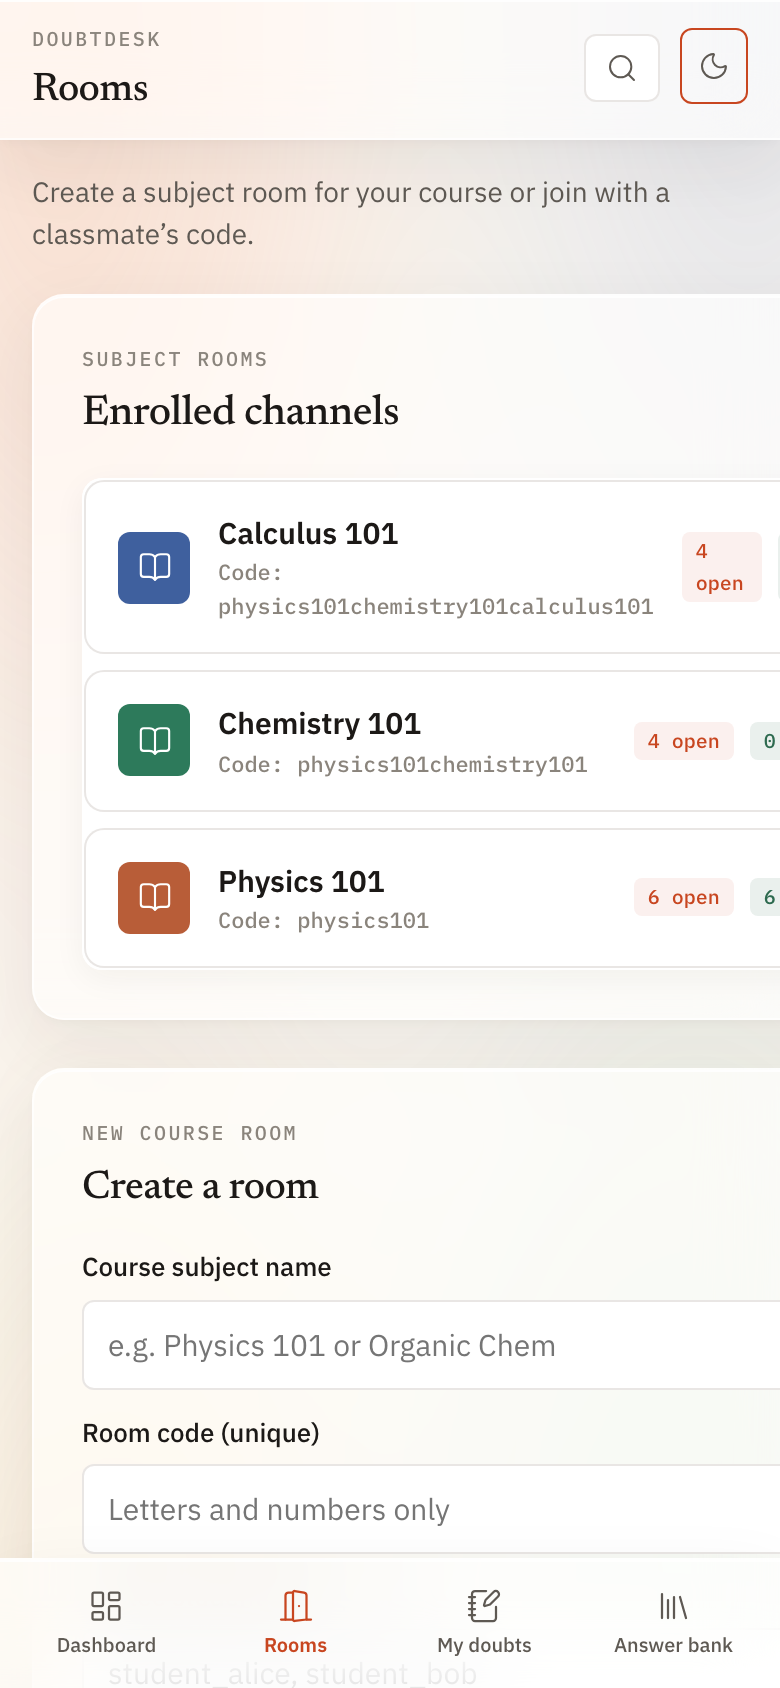 DOUBTDESK
Rooms
Create a subject room for your course or join with a
classmate’s code.
SUBJECT ROOMS
Enrolled channels
Calculus 101
Code:
physics101chemistry101calculus101
4
open
Chemistry 101
Code: physics101chemistry101
4 open
0
Physics 101
Code: physics101
6 open
6
NEW COURSE ROOM
Create a room
Course subject name
e.g. Physics 101 or Organic Chem
Room code (unique)
Letters and numbers only
Dashboard
Rooms
My doubts
Answer bank
student_alice, student_bob